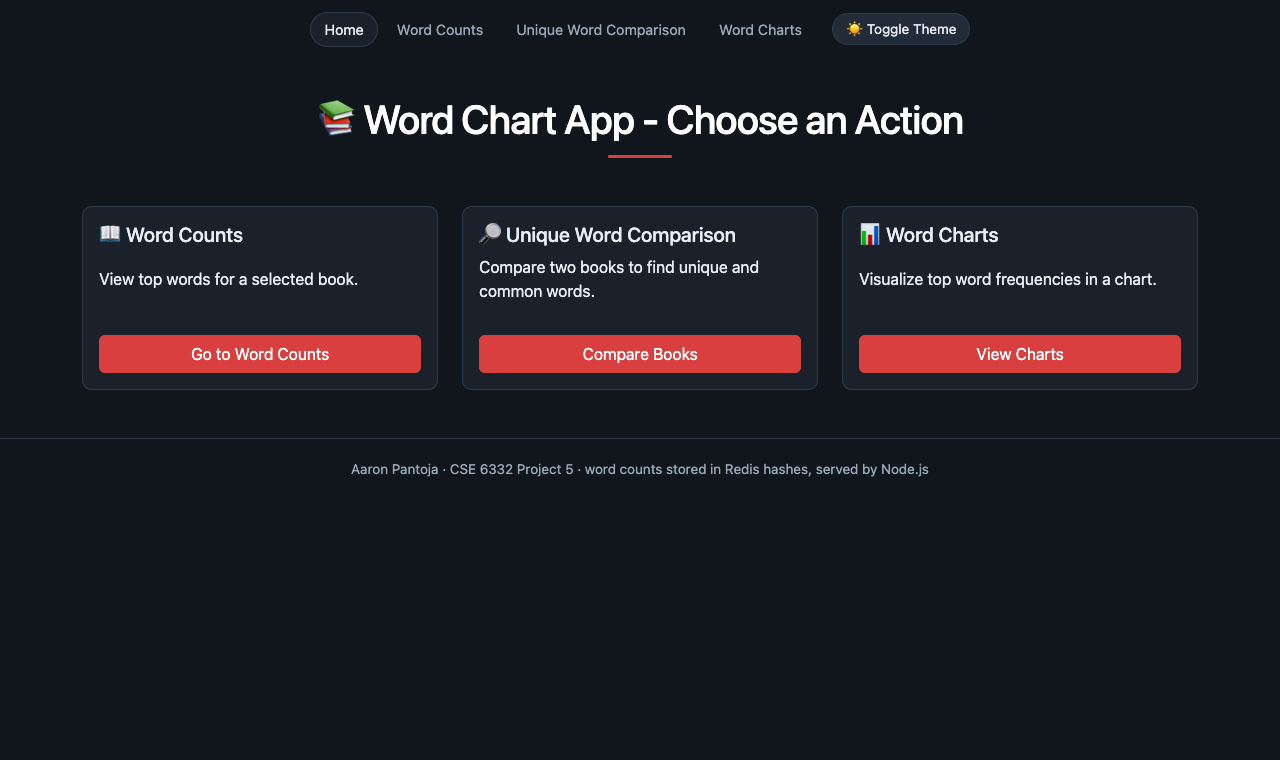 Home Word Counts Unique Word Comparison Word Charts ☀️ Toggle Theme
📚 Word Chart App - Choose an Action
📖 Word Counts
View top words for a selected book.
Go to Word Counts
🔎 Unique Word Comparison
Compare two books to find unique and
common words.
Compare Books
📊 Word Charts
Visualize top word frequencies in a chart.
View Charts
Aaron Pantoja · CSE 6332 Project 5 · word counts stored in Redis hashes, served by Node.js